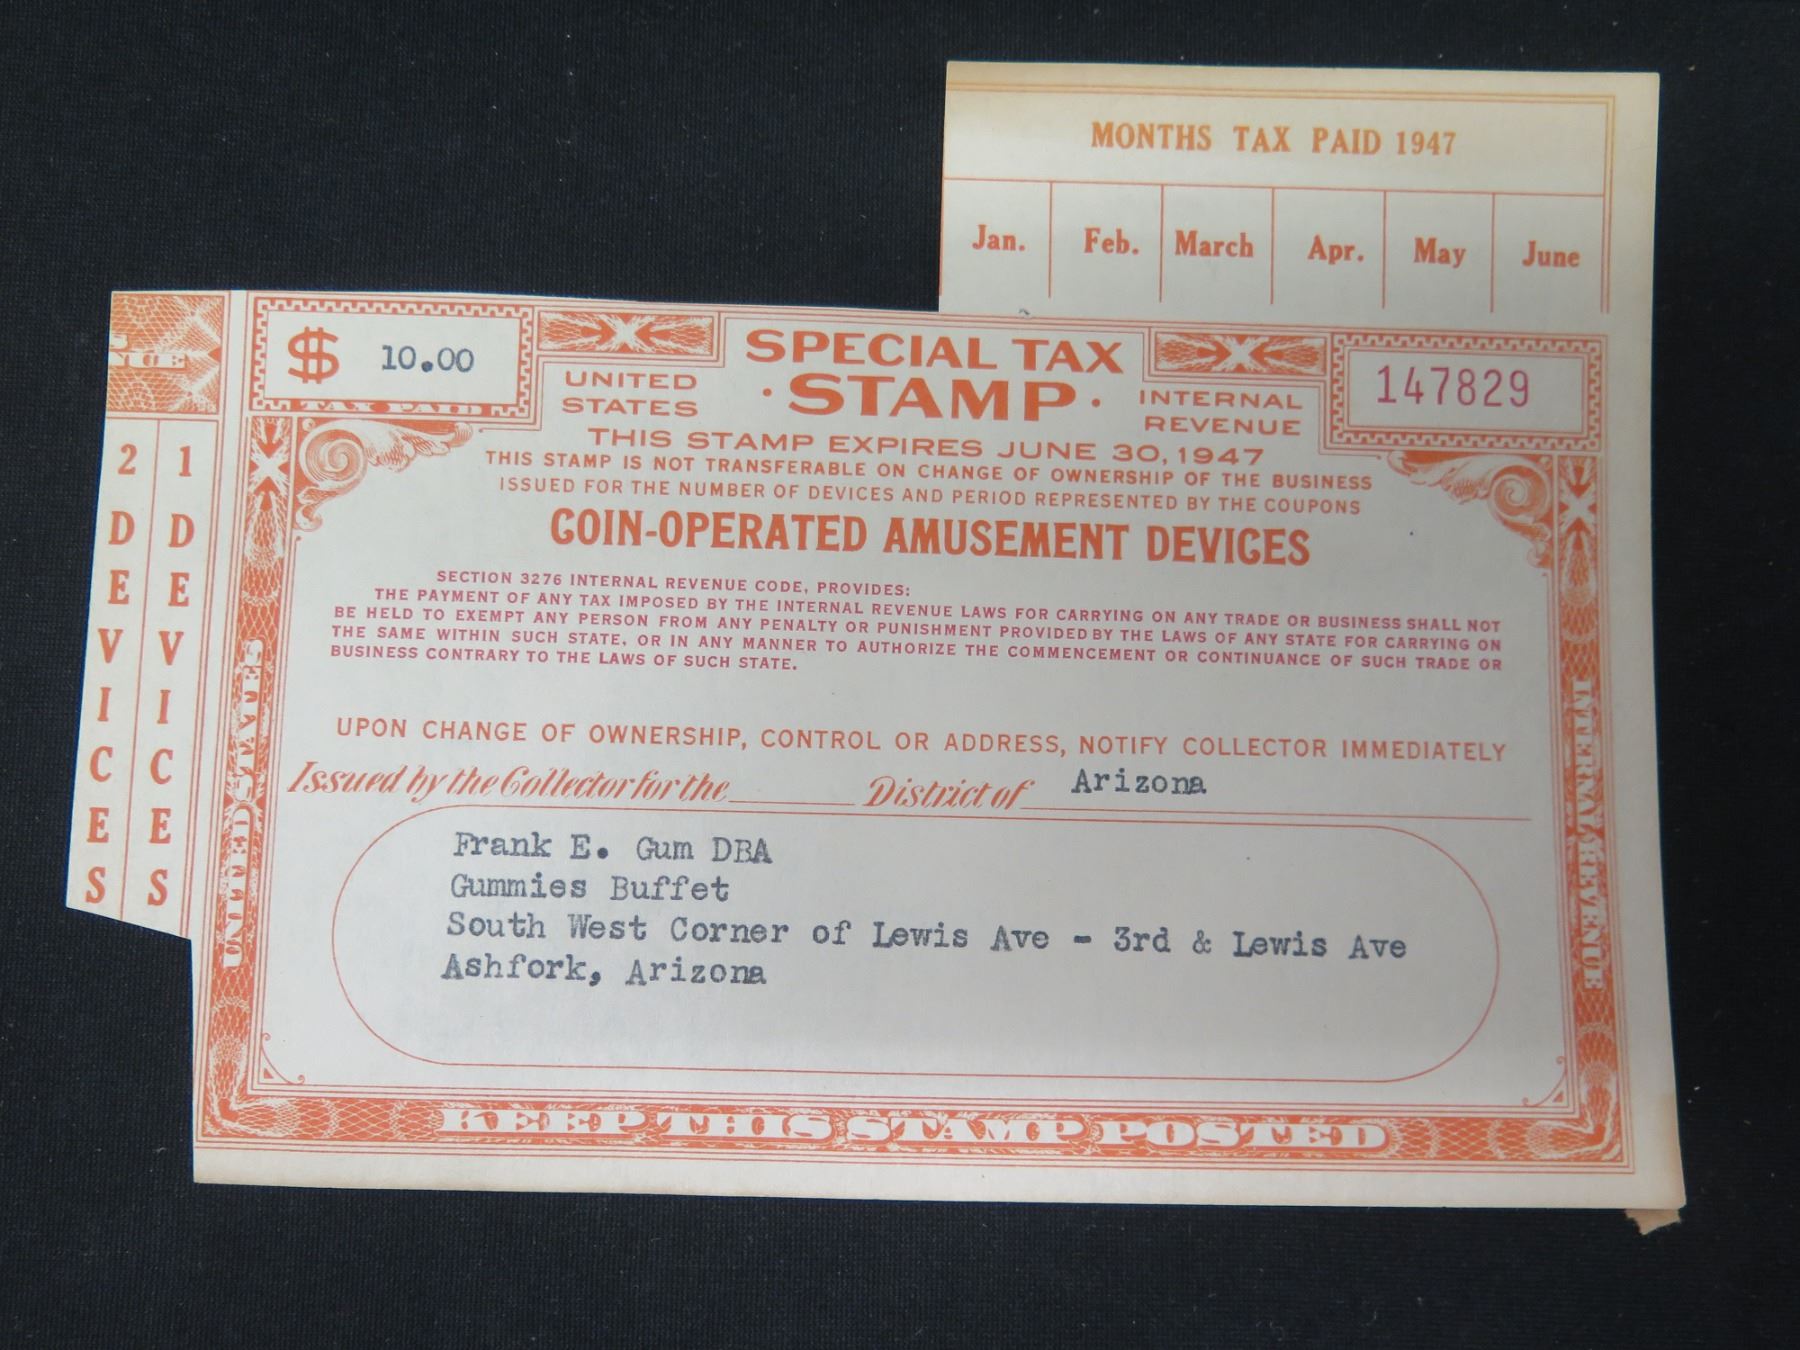 MONTHS TAX PAID 1947
Jan. Feb. March Apr. May June
$ 10.00
TAX PAID
UNITED STATES
SPECIAL TAX
· STAMP ·
INTERNAL REVENUE
147829
THIS STAMP EXPIRES JUNE 30, 1947
THIS STAMP IS NOT TRANSFERABLE ON CHANGE OF OWNERSHIP OF THE BUSINESS
ISSUED FOR THE NUMBER OF DEVICES AND PERIOD REPRESENTED BY THE COUPONS
COIN-OPERATED AMUSEMENT DEVICES
SECTION 3276 INTERNAL REVENUE CODE, PROVIDES:
THE PAYMENT OF ANY TAX IMPOSED BY THE INTERNAL REVENUE LAWS FOR CARRYING ON ANY TRADE OR BUSINESS SHALL NOT
BE HELD TO EXEMPT ANY PERSON FROM ANY PENALTY OR PUNISHMENT PROVIDED BY THE LAWS OF ANY STATE FOR CARRYING ON
THE SAME WITHIN SUCH STATE, OR IN ANY MANNER TO AUTHORIZE THE COMMENCEMENT OR CONTINUANCE OF SUCH TRADE OR
BUSINESS CONTRARY TO THE LAWS OF SUCH STATE.
UPON CHANGE OF OWNERSHIP, CONTROL OR ADDRESS, NOTIFY COLLECTOR IMMEDIATELY
Issued by the Collector for the District of Arizona
Frank E. Gum DBA
Gummies Buffet
South West Corner of Lewis Ave - 3rd & Lewis Ave
Ashfork, Arizona
KEEP THIS STAMP POSTED
2 DEVICES
1 DEVICES
UNITED STATES
INTERNAL REVENUE